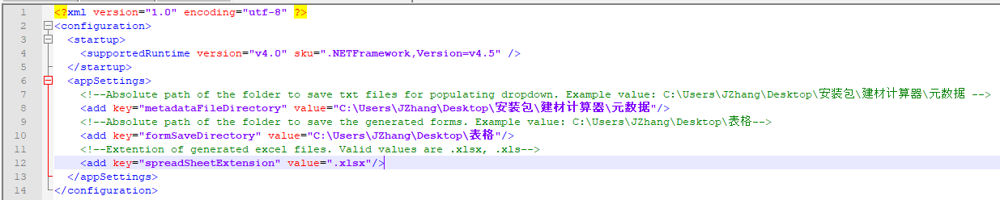 1 <?xml version="1.0" encoding="utf-8" ?>
2 <configuration>
3 <startup>
4 <supportedRuntime version="v4.0" sku=".NETFramework,Version=v4.5" />
5 </startup>
6 <appSettings>
7 <!--Absolute path of the folder to save txt files for populating dropdown. Example value: C:\Users\JZhang\Desktop\安装包\建材计算器\元数据 -->
8 <add key="metadataFileDirectory" value="C:\Users\JZhang\Desktop\安装包\建材计算器\元数据"/>
9 <!--Absolute path of the folder to save the generated forms. Example value: C:\Users\JZhang\Desktop\表格-->
10 <add key="formSaveDirectory" value="C:\Users\JZhang\Desktop\表格"/>
11 <!--Extention of generated excel files. Valid values are .xlsx, .xls-->
12 <add key="spreadSheetExtension" value=".xlsx"/>
13 </appSettings>
14 </configuration>